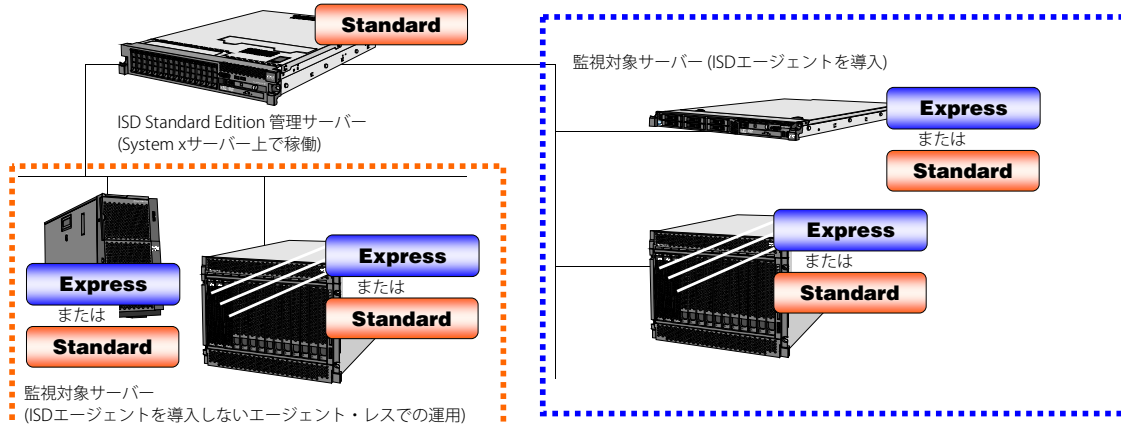 Standard
ISD Standard Edition 管理サーバー
(System xサーバー上で稼働)
Express
または
Standard
Express
または
Standard
監視対象サーバー
(ISDエージェントを導入しないエージェント・レスでの運用)
監視対象サーバー (ISDエージェントを導入)
Express
または
Standard
Express
または
Standard